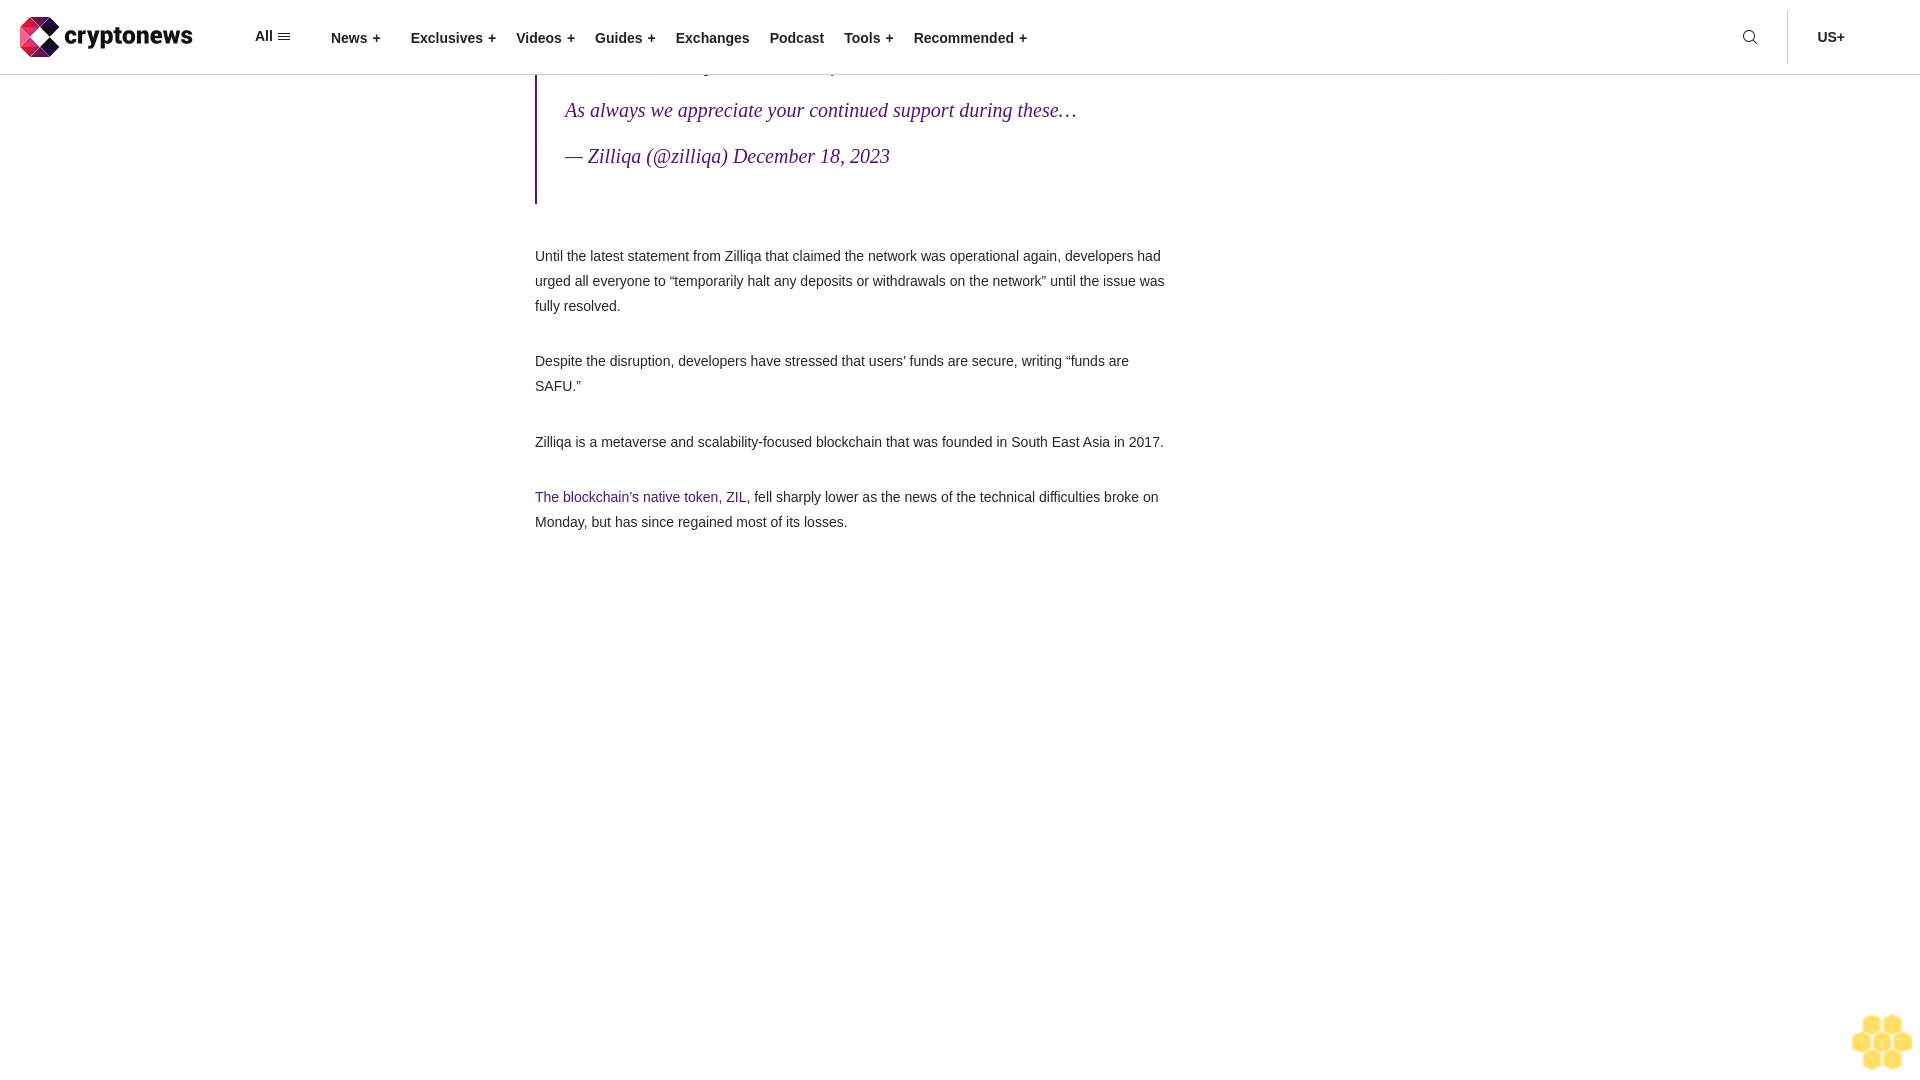 cryptonews
All
News +
Exclusives +
Videos +
Guides +
Exchanges
Podcast
Tools +
Recommended +
US+
As always we appreciate your continued support during these…
— Zilliqa (@zilliqa) December 18, 2023
Until the latest statement from Zilliqa that claimed the network was operational again, developers had
urged all everyone to “temporarily halt any deposits or withdrawals on the network” until the issue was
fully resolved.
Despite the disruption, developers have stressed that users’ funds are secure, writing “funds are
SAFU.”
Zilliqa is a metaverse and scalability-focused blockchain that was founded in South East Asia in 2017.
The blockchain’s native token, ZIL, fell sharply lower as the news of the technical difficulties broke on
Monday, but has since regained most of its losses.